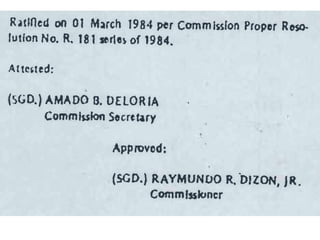 Ratified on 01 March 1984 per Commission Proper Reso-
lution No. R. 181 series of 1984.
Attested:
(SGD.) AMADO B. DELORIA
Commission Secretary
Approved:
(SGD.) RAYMUNDO R. DIZON, JR.
Commissioner